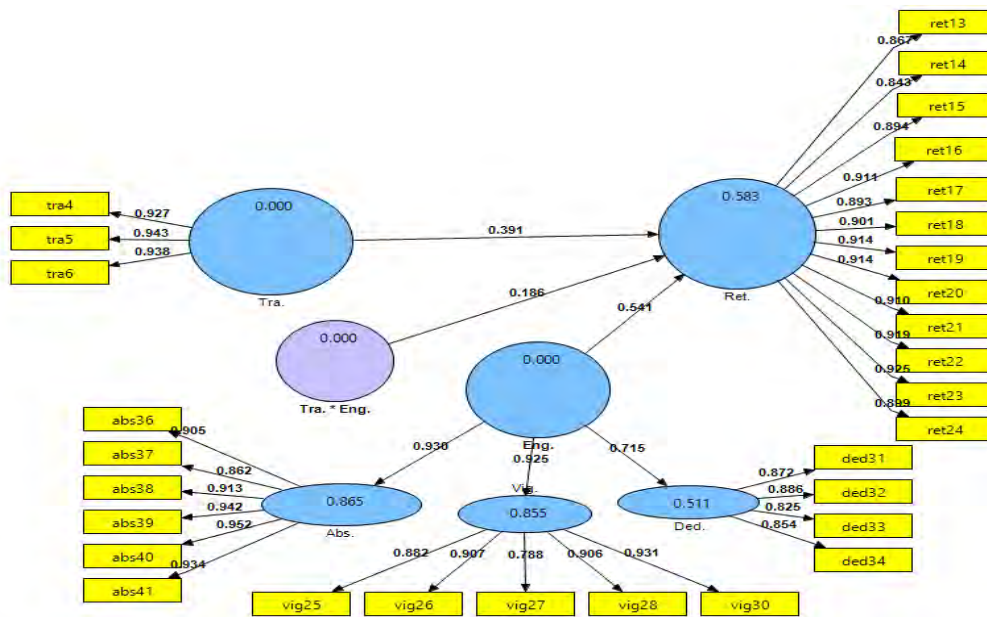 ret13
0.867
ret14
0.843
ret15
0.894
ret16
0.911
ret17
0.893
ret18
0.901
ret19
0.914
0.914
ret20
0.910
ret21
0.919
ret22
0.925
ret23
0.899
ret24
0.583
Ret.
tra4
0.927
tra5
0.943
tra6
0.938
0.000
Tra.
0.391
0.186
0.541
0.000
Tra. * Eng.
0.000
Eng.
0.930
0.925
0.715
abs36
0.905
abs37
0.862
abs38
0.913
abs39
0.942
abs40
0.952
abs41
0.934
0.865
Abs.
Vig.
0.855
0.511
Ded.
0.872
ded31
0.886
ded32
0.825
ded33
0.854
ded34
0.882
0.907
0.788
0.906
0.931
vig25
vig26
vig27
vig28
vig30